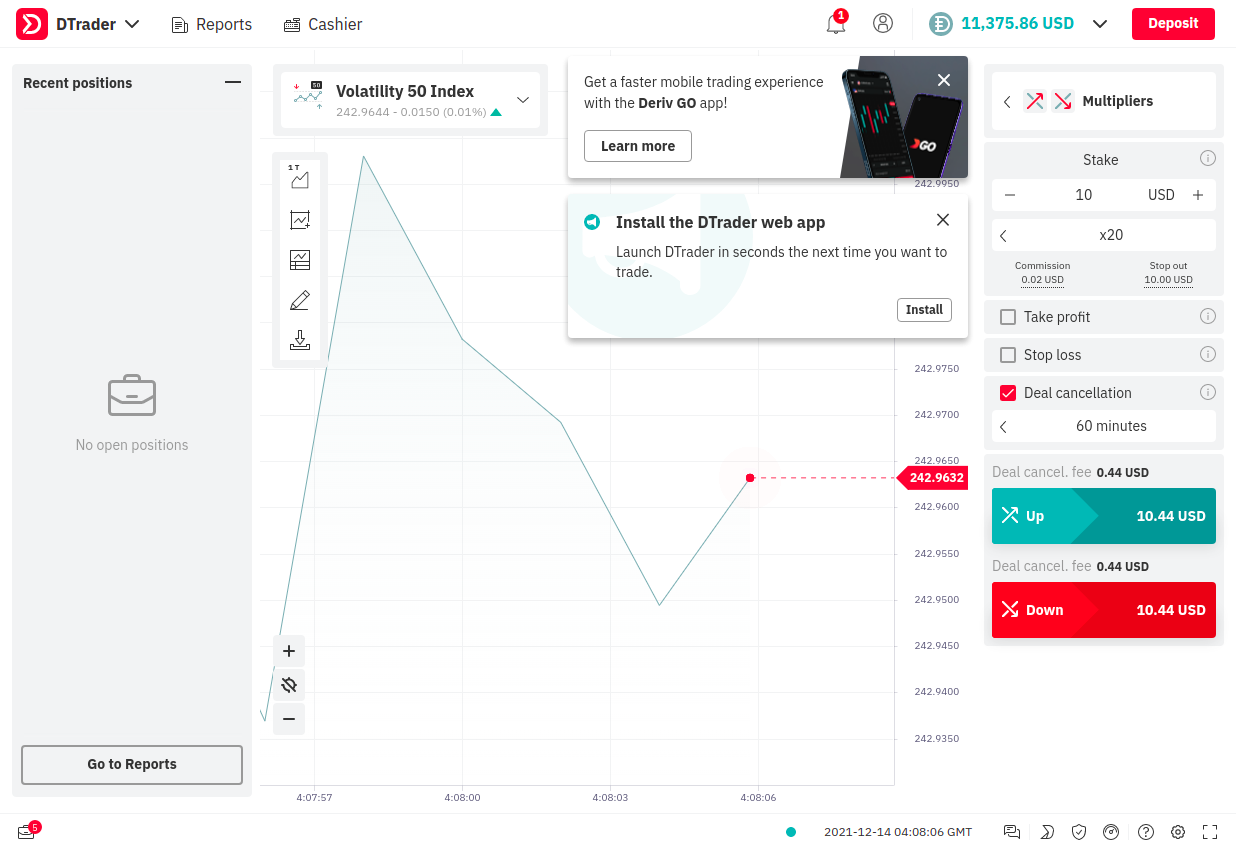 DTrader
Reports
Cashier
1
11,375.86 USD
Deposit
Recent positions
No open positions
Go to Reports
50
Volatility 50 Index
242.9644 - 0.0150 (0.01%)
1 T
Get a faster mobile trading experience
with the Deriv GO app!
Learn more
GO
Install the DTrader web app
Launch DTrader in seconds the next time you want to
trade.
Install
242.9950
242.9750
242.9700
242.9650
242.9632
242.9600
242.9550
242.9500
242.9450
242.9400
242.9350
4:07:57
4:08:00
4:08:03
4:08:06
Multipliers
Stake
10
USD
x20
Commission
0.02 USD
Stop out
10.00 USD
Take profit
Stop loss
Deal cancellation
60 minutes
Deal cancel. fee 0.44 USD
Up
10.44 USD
Deal cancel. fee 0.44 USD
Down
10.44 USD
5
2021-12-14 04:08:06 GMT